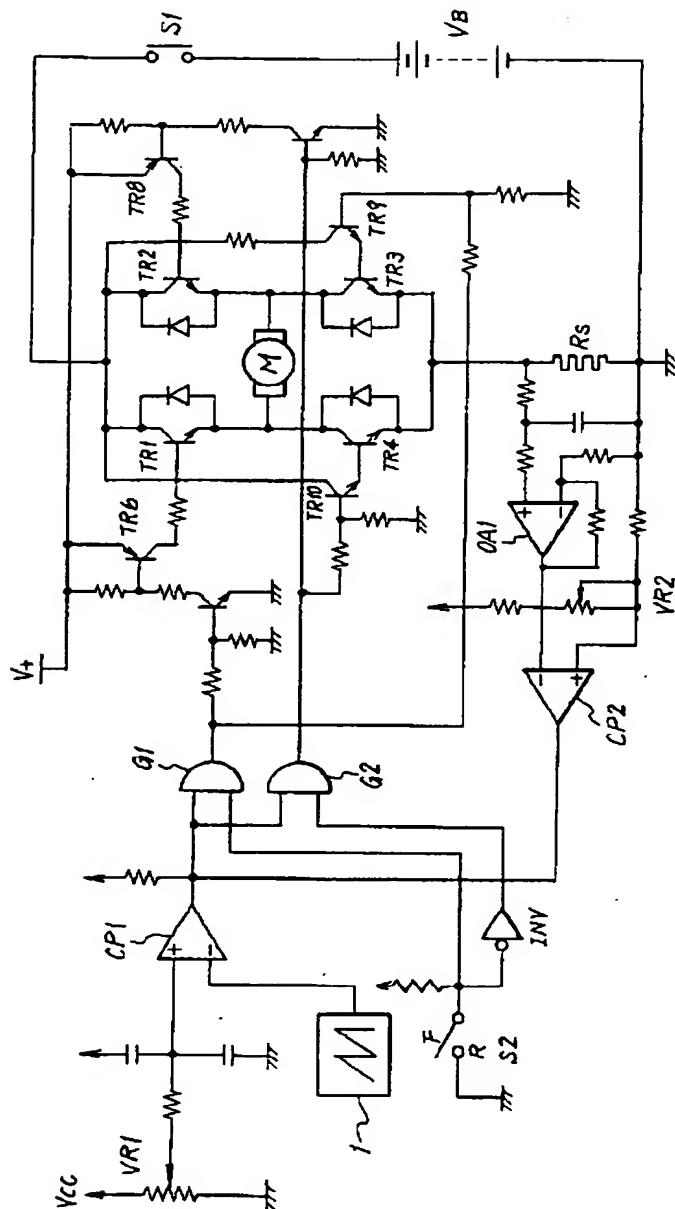 S1
VB
V+
TR8
TR2
TR9
TR3
M
TR1
TR6
TR10
TR4
RS
OA1
VR2
CP2
G1
G2
CP1
INV
VCC
VR1
1
F
R
S2
+
-
+
-
-
+